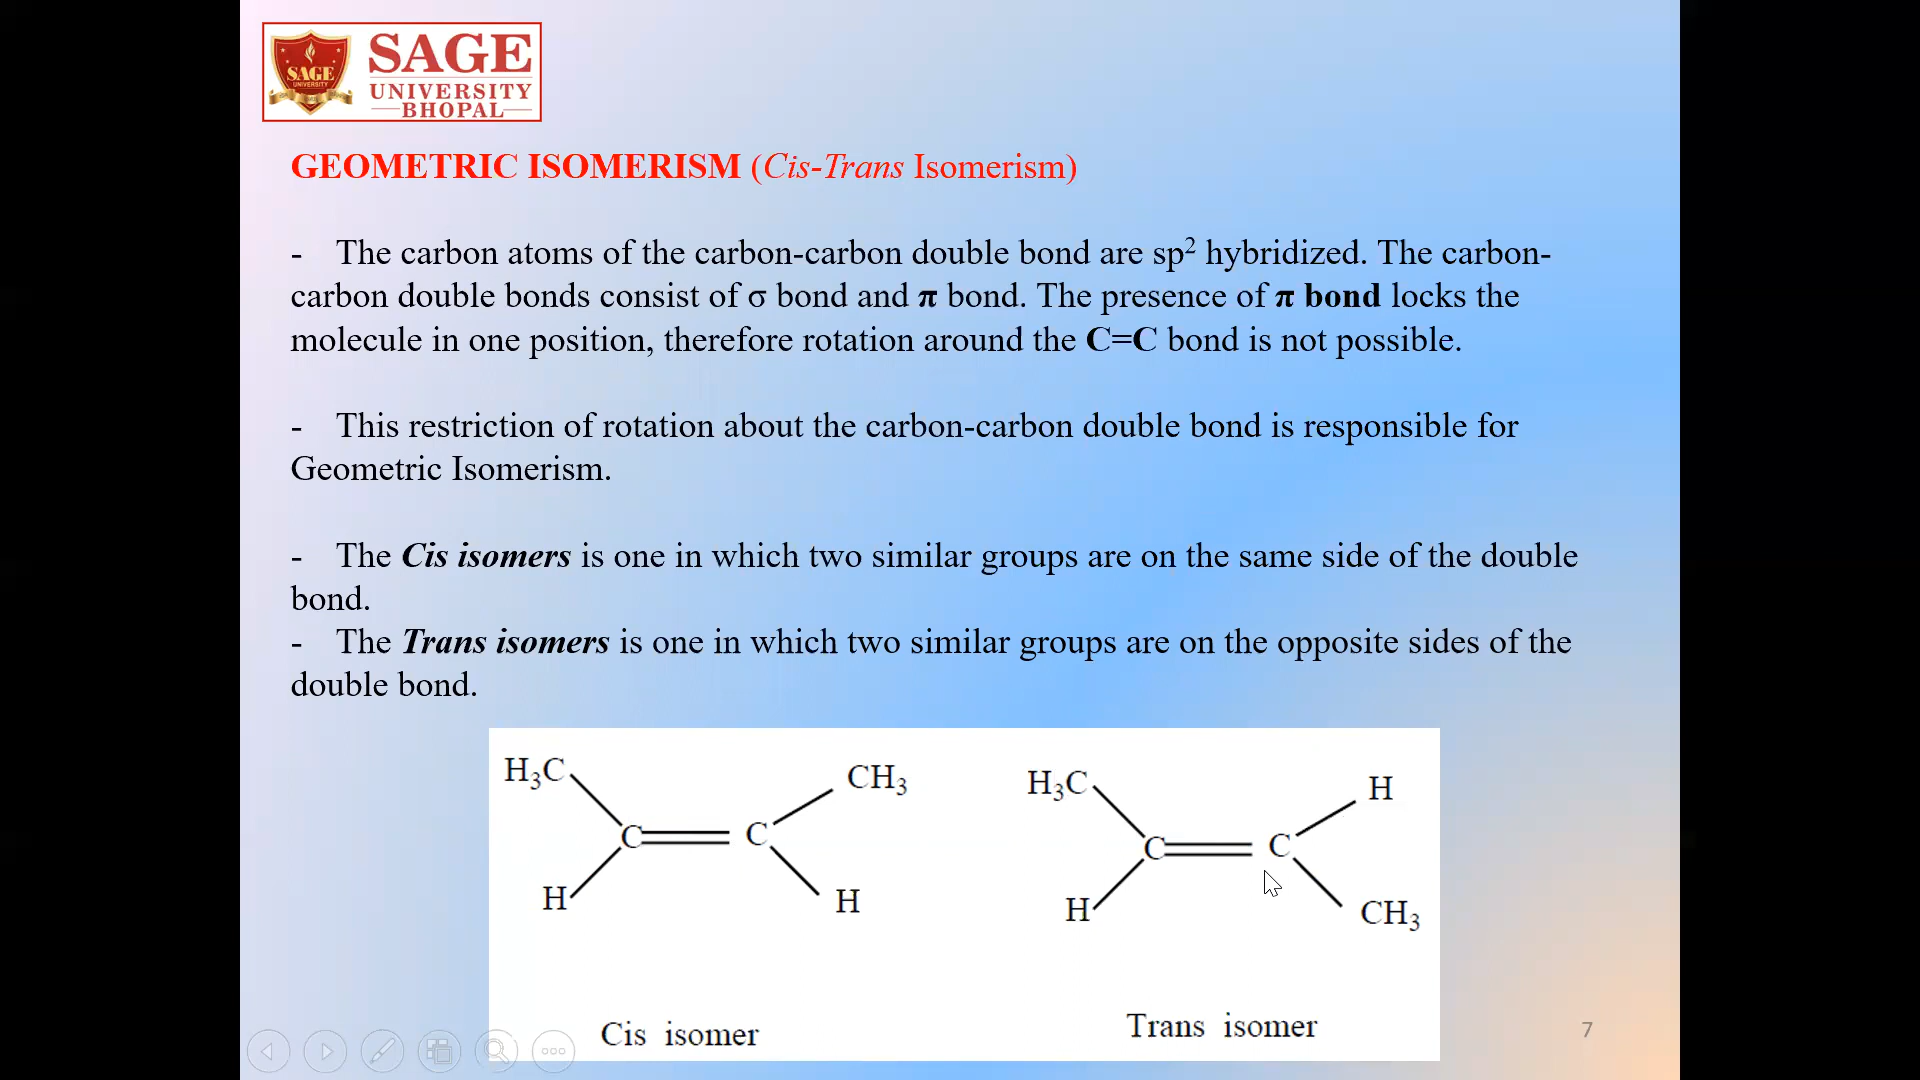 SAGE
UNIVERSITY
SAGE
UNIVERSITY
BHOPAL
GEOMETRIC ISOMERISM (Cis-Trans Isomerism)
- The carbon atoms of the carbon-carbon double bond are sp² hybridized. The carbon-
carbon double bonds consist of σ bond and π bond. The presence of π bond locks the
molecule in one position, therefore rotation around the C=C bond is not possible.
- This restriction of rotation about the carbon-carbon double bond is responsible for
Geometric Isomerism.
- The Cis isomers is one in which two similar groups are on the same side of the double
bond.
- The Trans isomers is one in which two similar groups are on the opposite sides of the
double bond.
H₃C CH₃
C C
H H
Cis isomer
H₃C H
C C
H CH₃
Trans isomer
7